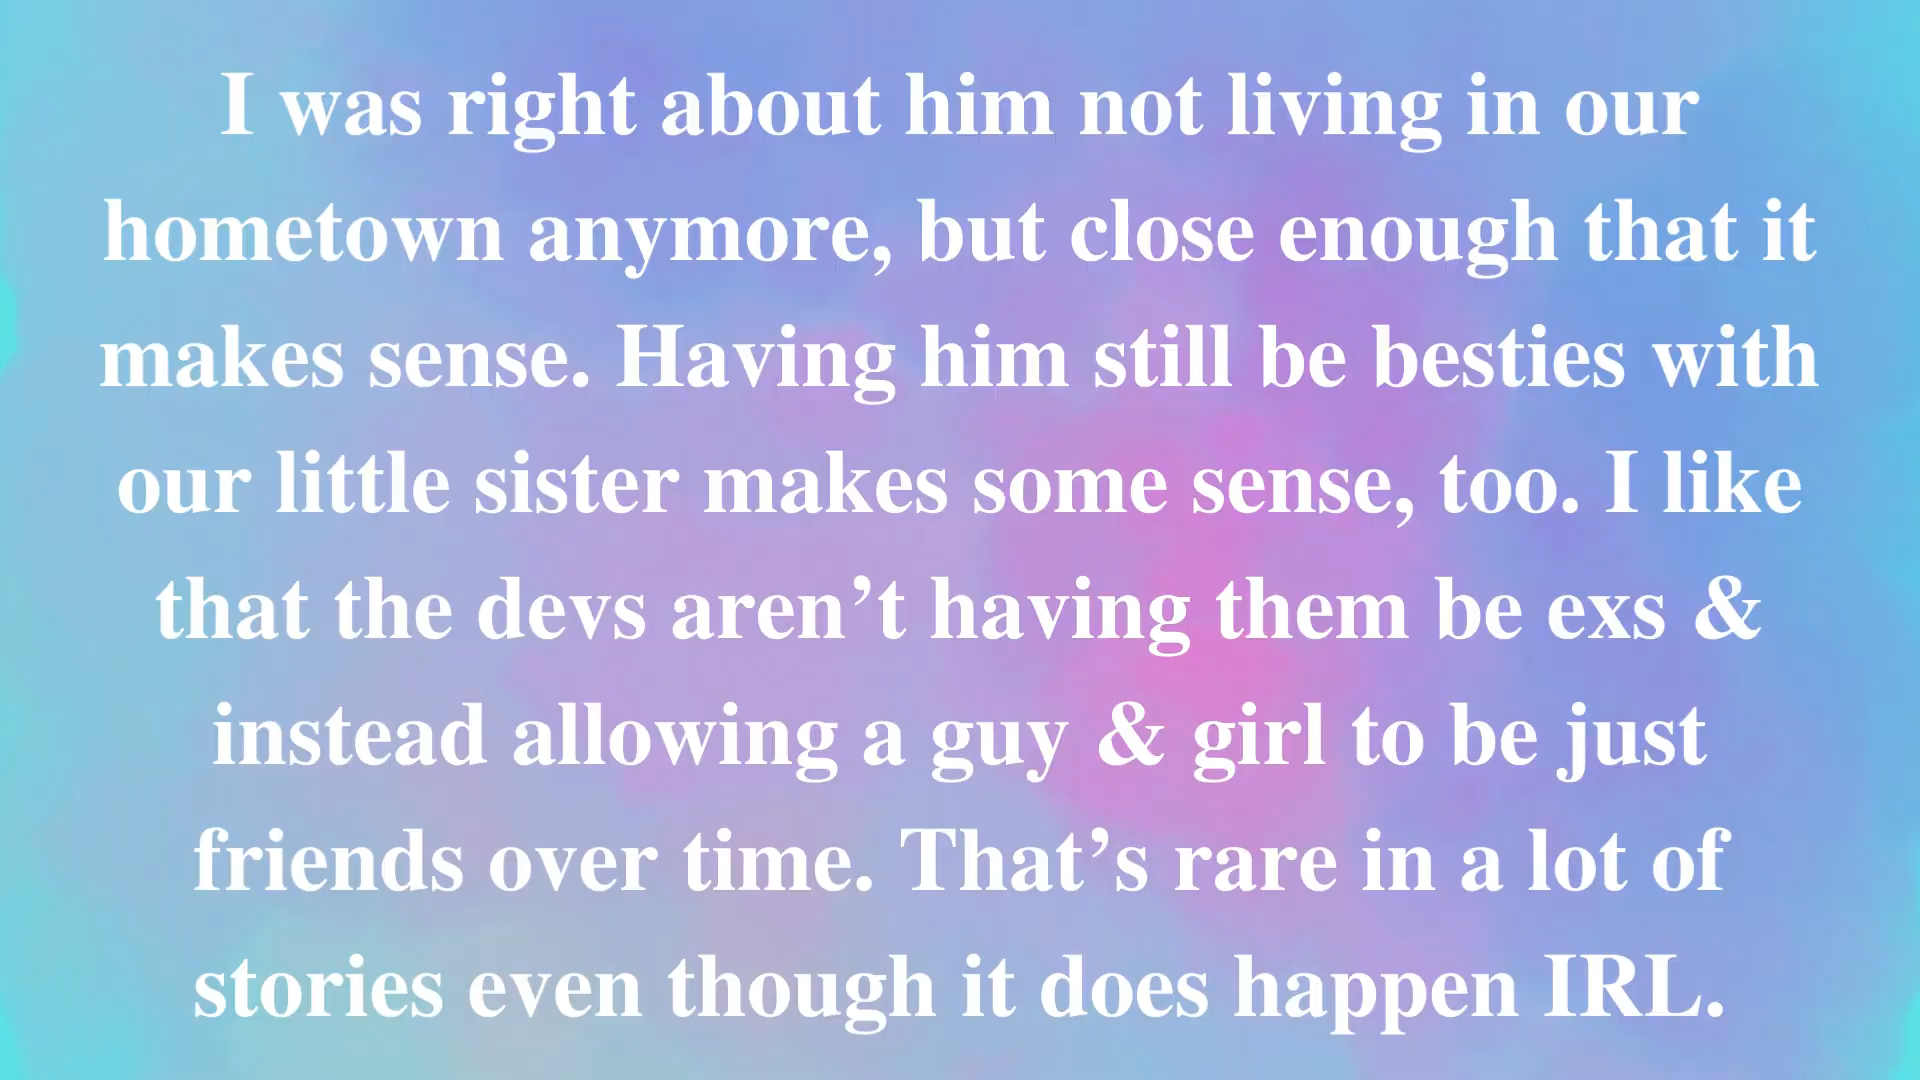 I was right about him not living in our
hometown anymore, but close enough that it
makes sense. Having him still be besties with
our little sister makes some sense, too. I like
that the devs aren’t having them be exs &
instead allowing a guy & girl to be just
friends over time. That’s rare in a lot of
stories even though it does happen IRL.